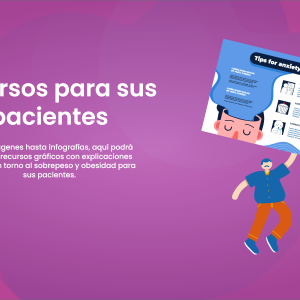 rsos para sus
pacientes
genes hasta infografías, aquí podrá
recursos gráficos con explicaciones
n torno al sobrepeso y obesidad para
sus pacientes.
Tips for anxiety